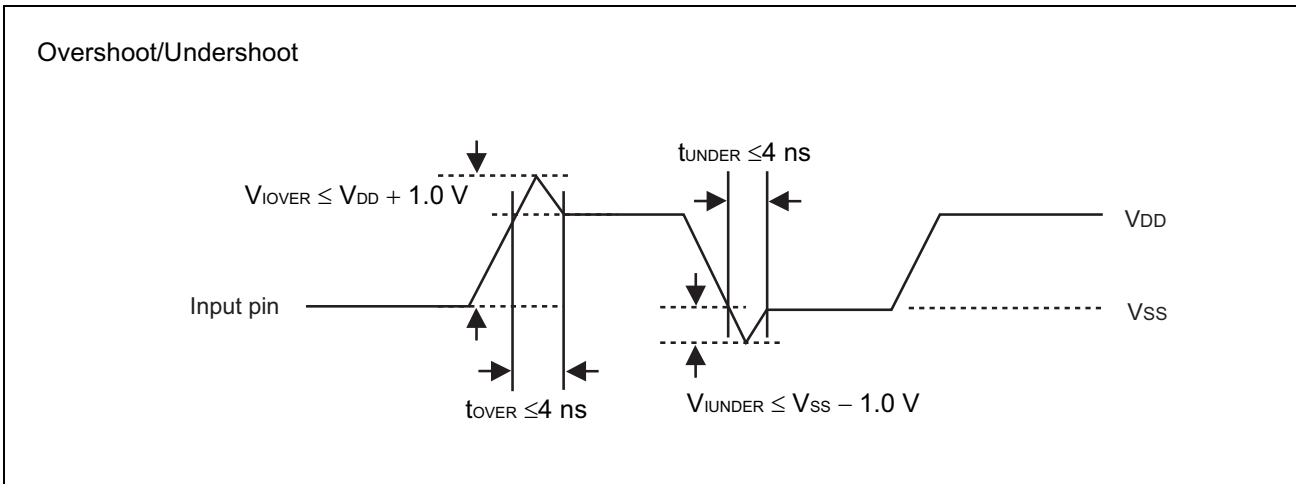 Overshoot/Undershoot
tUNDER ≤4 ns
VIOVER ≤ VDD + 1.0 V
VDD
Input pin
VSS
tOVER ≤4 ns
VIUNDER ≤ VSS − 1.0 V